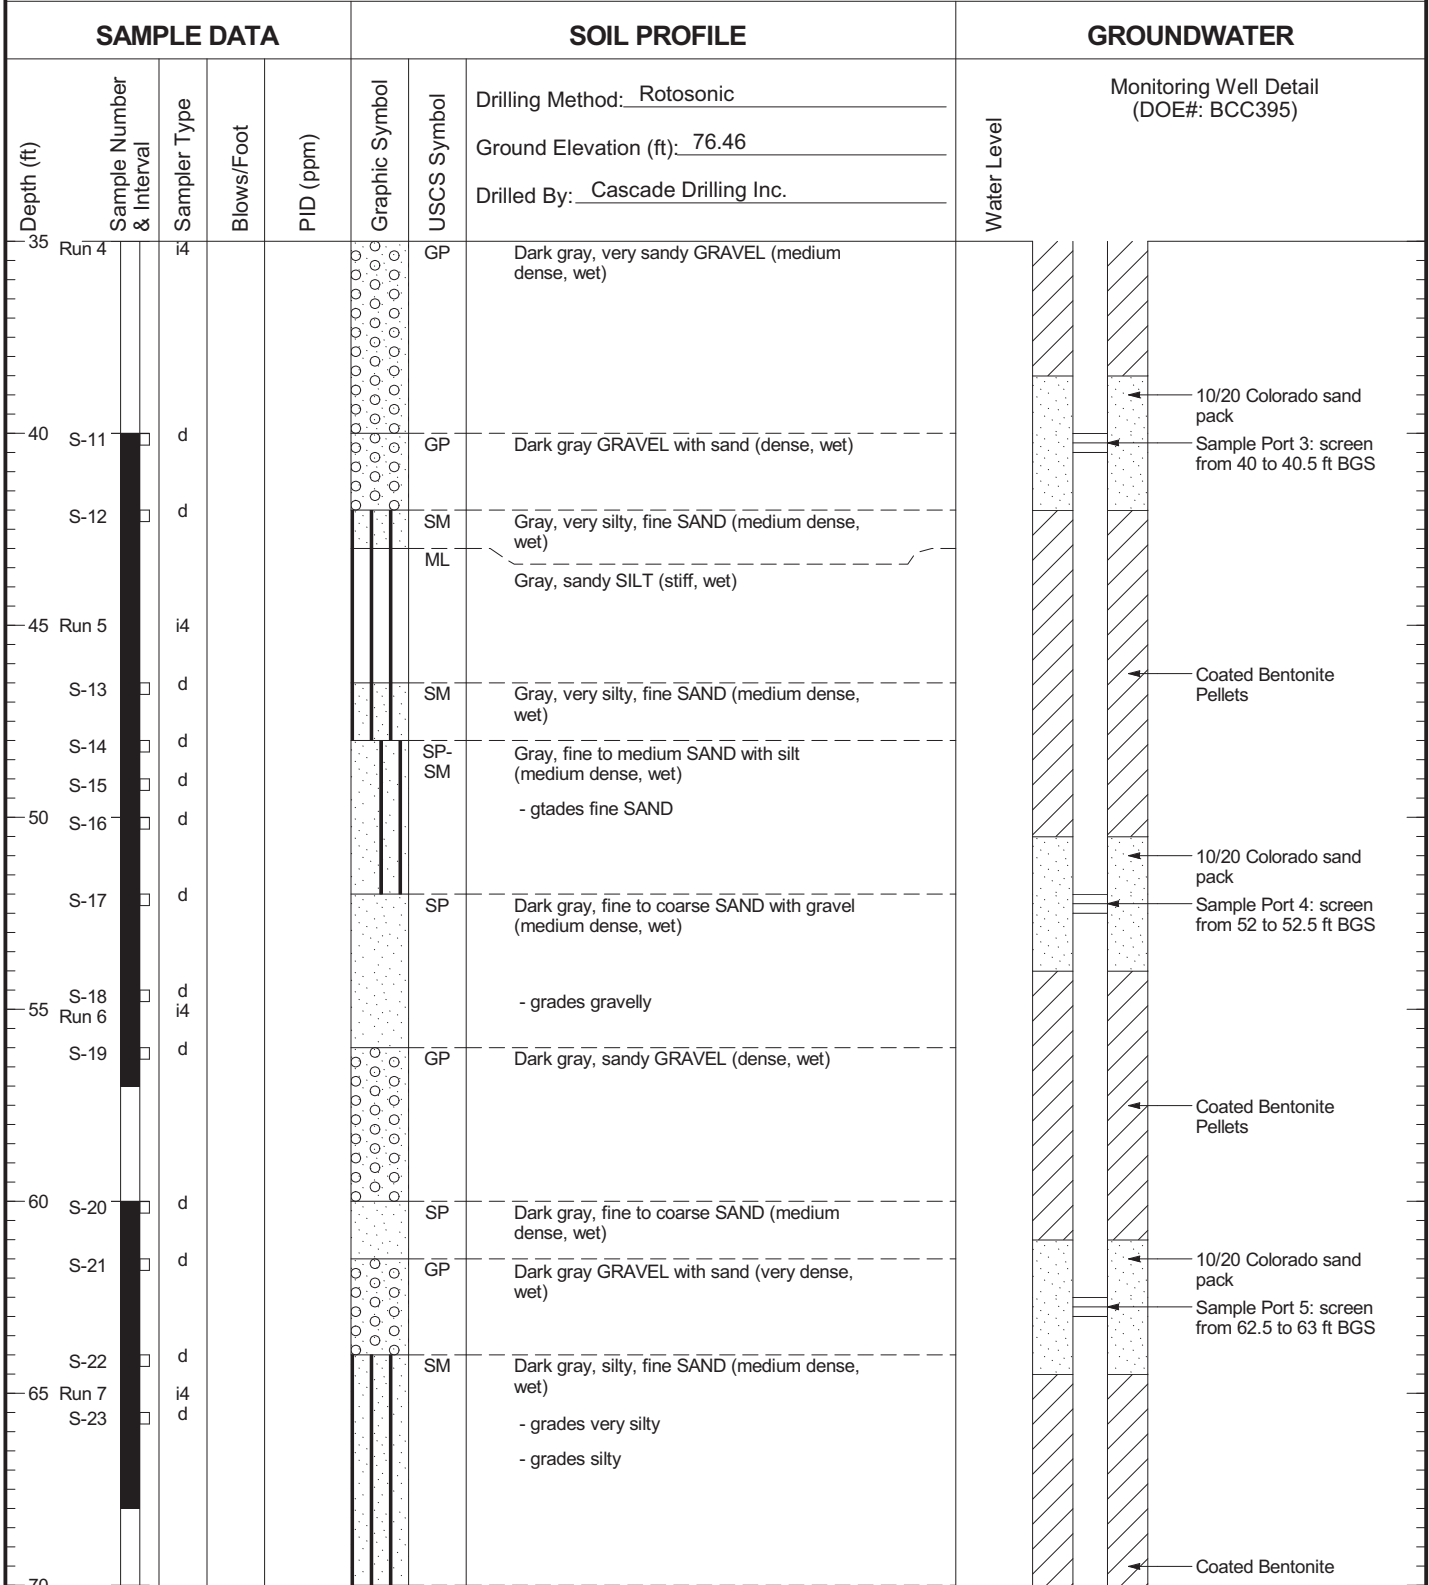 SAMPLE DATA
SOIL PROFILE
GROUNDWATER
Depth (ft)
Sample Number
& Interval
Sampler Type
Blows/Foot
PID (ppm)
Graphic Symbol
USCS Symbol
Drilling Method: Rotosonic
Ground Elevation (ft): 76.46
Drilled By: Cascade Drilling Inc.
Water Level
Monitoring Well Detail
(DOE#: BCC395)
35 Run 4 i4 GP Dark gray, very sandy GRAVEL (medium
dense, wet)
10/20 Colorado sand
pack
40 S-11 d GP Dark gray GRAVEL with sand (dense, wet)
Sample Port 3: screen
from 40 to 40.5 ft BGS
S-12 d SM Gray, very silty, fine SAND (medium dense,
wet)
ML
Gray, sandy SILT (stiff, wet)
45 Run 5 i4
Coated Bentonite
Pellets
S-13 d SM Gray, very silty, fine SAND (medium dense,
wet)
S-14 d SP-
SM
Gray, fine to medium SAND with silt
(medium dense, wet)
S-15 d
- gtades fine SAND
50 S-16 d
10/20 Colorado sand
pack
S-17 d SP Dark gray, fine to coarse SAND with gravel
(medium dense, wet)
Sample Port 4: screen
from 52 to 52.5 ft BGS
S-18 d
- grades gravelly
55 Run 6 i4
S-19 d GP Dark gray, sandy GRAVEL (dense, wet)
Coated Bentonite
Pellets
60 S-20 d SP Dark gray, fine to coarse SAND (medium
dense, wet)
10/20 Colorado sand
pack
S-21 d GP Dark gray GRAVEL with sand (very dense,
wet)
Sample Port 5: screen
from 62.5 to 63 ft BGS
S-22 d SM Dark gray, silty, fine SAND (medium dense,
wet)
65 Run 7 i4
S-23 d
- grades very silty
- grades silty
Coated Bentonite
70